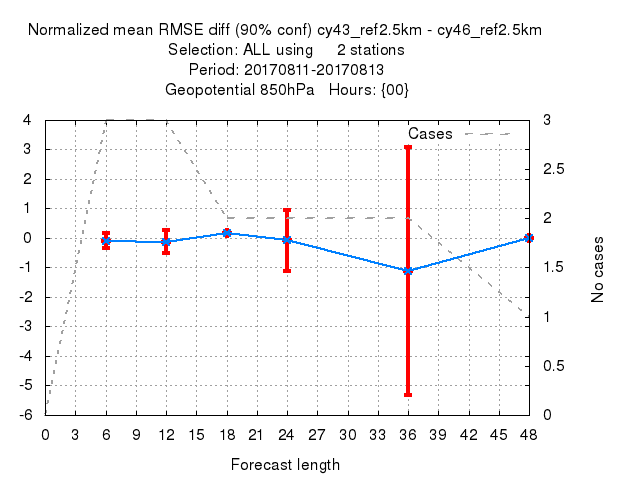 Normalized mean RMSE diff (90% conf) cy43_ref2.5km - cy46_ref2.5km
Selection: ALL using 2 stations
Period: 20170811-20170813
Geopotential 850hPa Hours: {00}
Cases
4
3
2
1
0
-1
-2
-3
-4
-5
-6
3
2.5
2
1.5
1
0.5
0
No cases
0 3 6 9 12 15 18 21 24 27 30 33 36 39 42 45 48
Forecast length